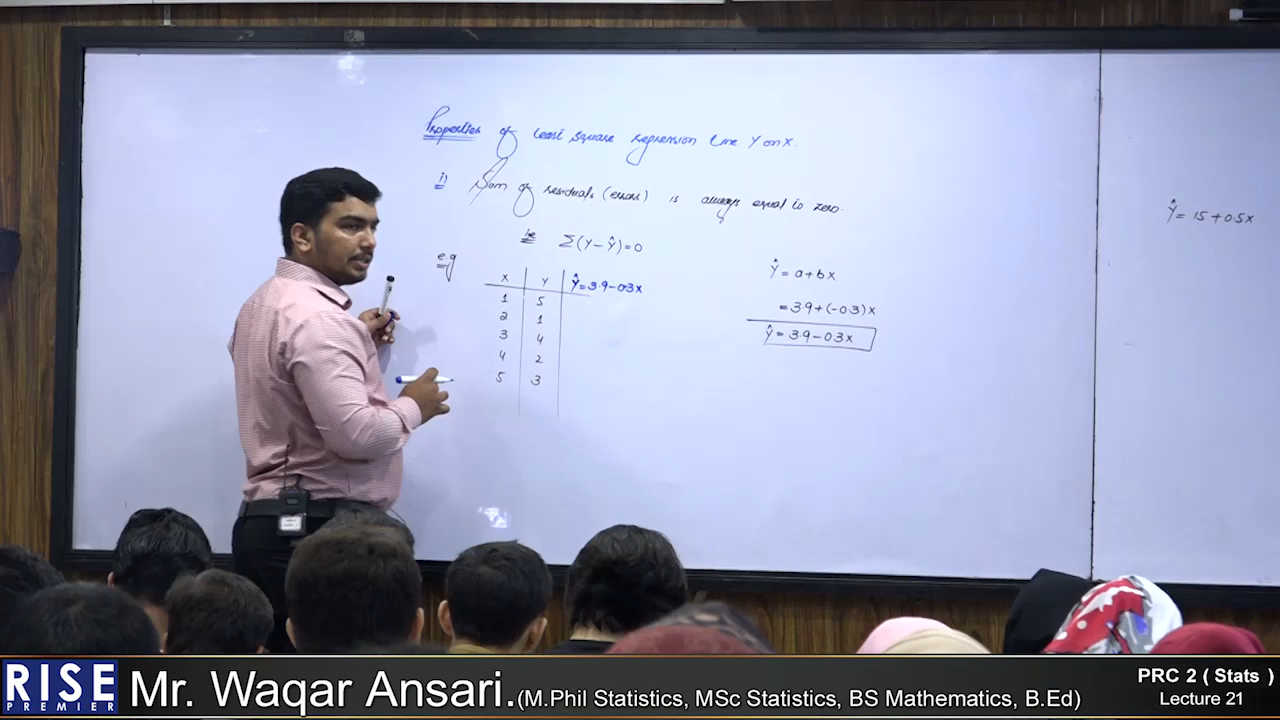 Properties of least square regression line Y on X.
i) Sum of residuals (errors) is always equal to zero.
ie Σ(Y-Ŷ)=0
e.g
X Y Ŷ=3.9-0.3X
1 5
2 1
3 4
4 2
5 3
Ŷ=a+bX
=3.9+(-0.3)X
Ŷ=3.9-0.3X
Ŷ=15+0.5X
RISE
PREMIER
Mr. Waqar Ansari.(M.Phil Statistics, MSc Statistics, BS Mathematics, B.Ed)
PRC 2 ( Stats )
Lecture 21